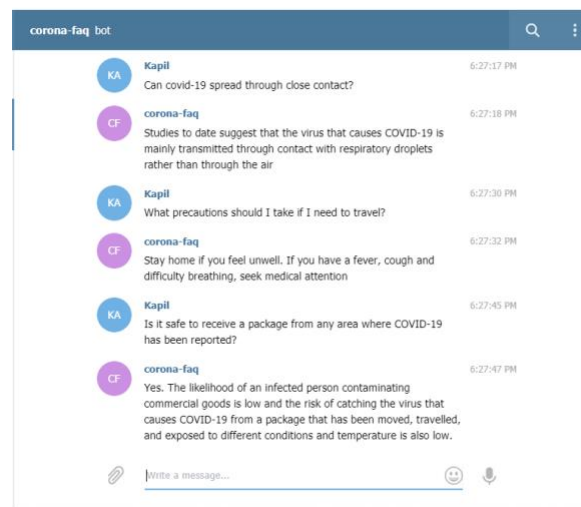 corona-faq bot
KA
Kapil
6:27:17 PM
Can covid-19 spread through close contact?
CF
corona-faq
6:27:18 PM
Studies to date suggest that the virus that causes COVID-19 is
mainly transmitted through contact with respiratory droplets
rather than through the air
KA
Kapil
6:27:30 PM
What precautions should I take if I need to travel?
CF
corona-faq
6:27:32 PM
Stay home if you feel unwell. If you have a fever, cough and
difficulty breathing, seek medical attention
KA
Kapil
6:27:45 PM
Is it safe to receive a package from any area where COVID-19
has been reported?
CF
corona-faq
6:27:47 PM
Yes. The likelihood of an infected person contaminating
commercial goods is low and the risk of catching the virus that
causes COVID-19 from a package that has been moved, travelled,
and exposed to different conditions and temperature is also low.
Write a message...